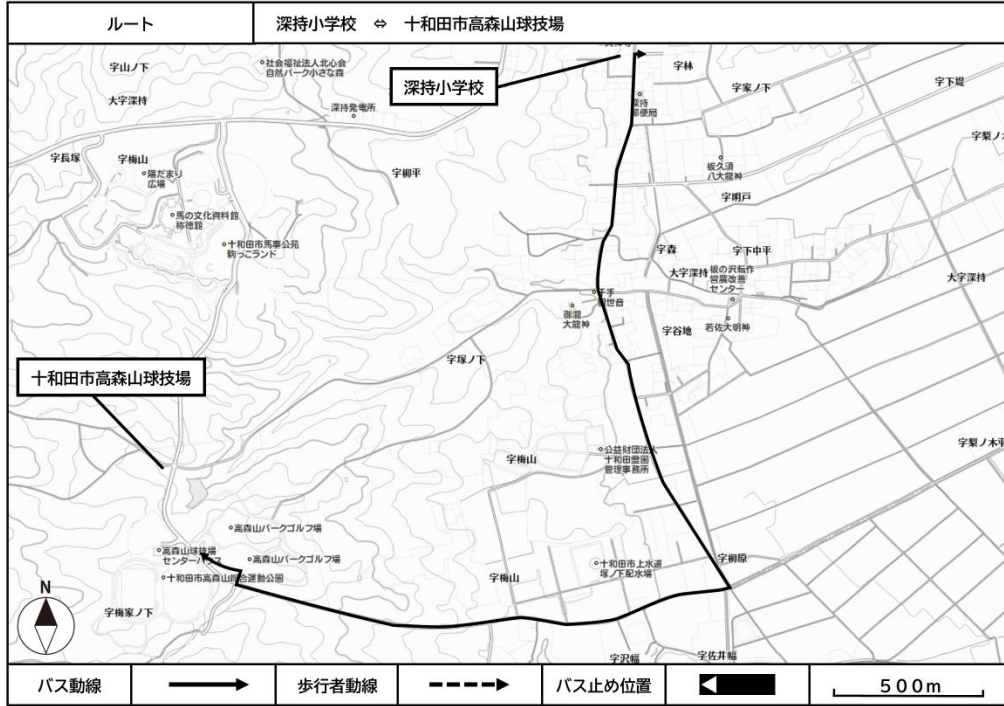 ルート
深持小学校 ⇔ 十和田市高森山球技場
字山ノ下
社会福祉法人北心会
自然パーク小さな森
大字深持
深持発電所
深持小学校
字林
深持
郵便局
字家ノ下
字下堤
字長塚
字梅山
陽だまり
広場
字柳平
板久須
八大龍神
字明戸
馬の文化資料館
称徳館
十和田市馬事公苑
駒っこランド
字森
字下中平
大字深持
板の沢転作
営農改善
センター
大字深持
千手
観世音
御瀧
大龍神
字谷地
若佐大明神
字塚ノ下
十和田市高森山球技場
字梅山
公益財団法人
十和田霊園
管理事務所
字梨ノ木平
高森山パークゴルフ場
高森山球技場
センターハウス
高森山パークゴルフ場
十和田市高森山総合運動公園
字梅山
十和田市上水道
塚ノ下配水場
字柳原
N
字梅家ノ下
字沢幅
字佐井幅
バス動線
歩行者動線
バス止め位置
500m